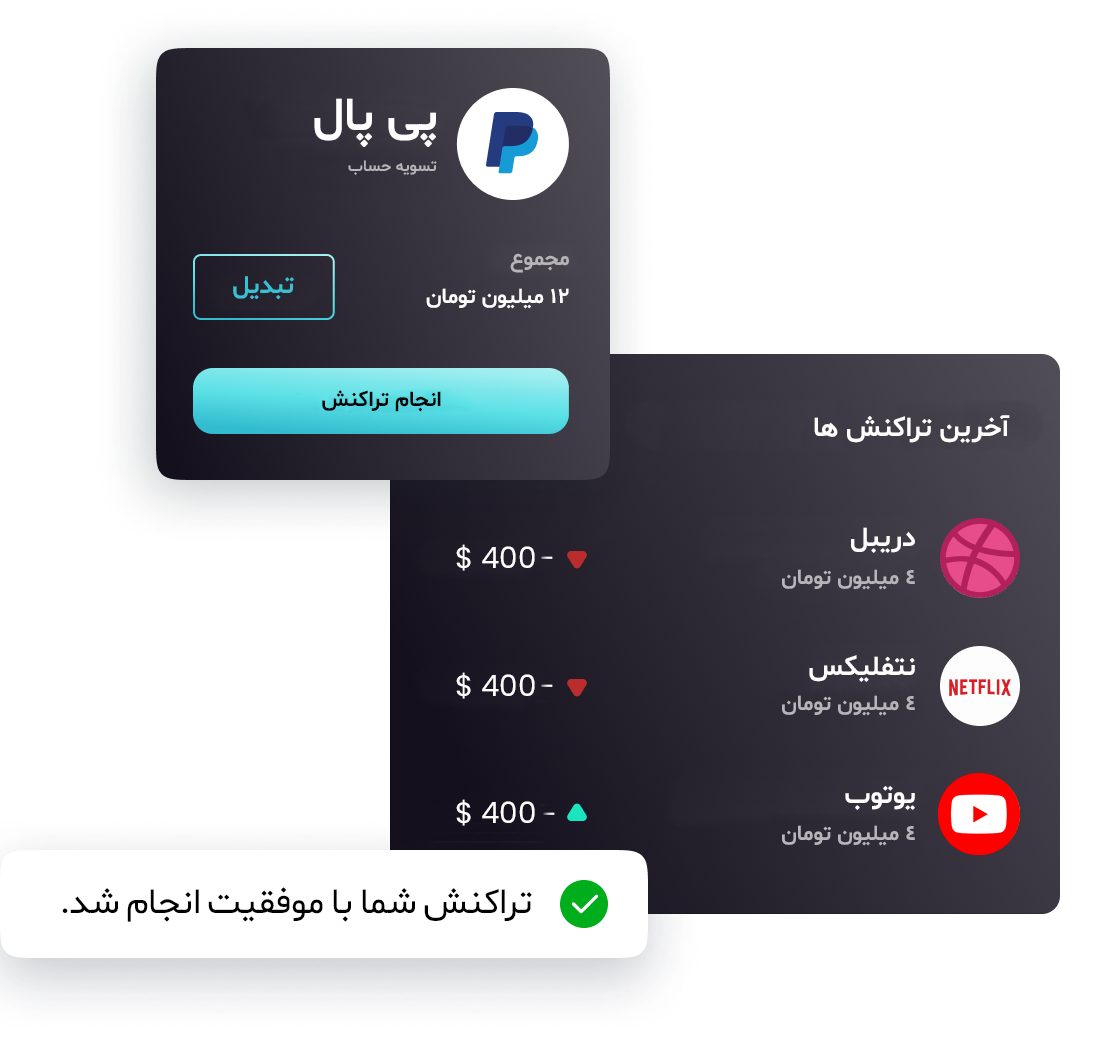 پی پال
تسویه حساب
مجموع
۱۲ میلیون تومان
تبدیل
انجام تراکنش
آخرین تراکنش ها
دریبل
٤ میلیون تومان
$ 400 -
NETFLIX
نتفلیکس
٤ میلیون تومان
$ 400 -
یوتوب
٤ میلیون تومان
$ 400 -
تراکنش شما با موفقیت انجام شد.